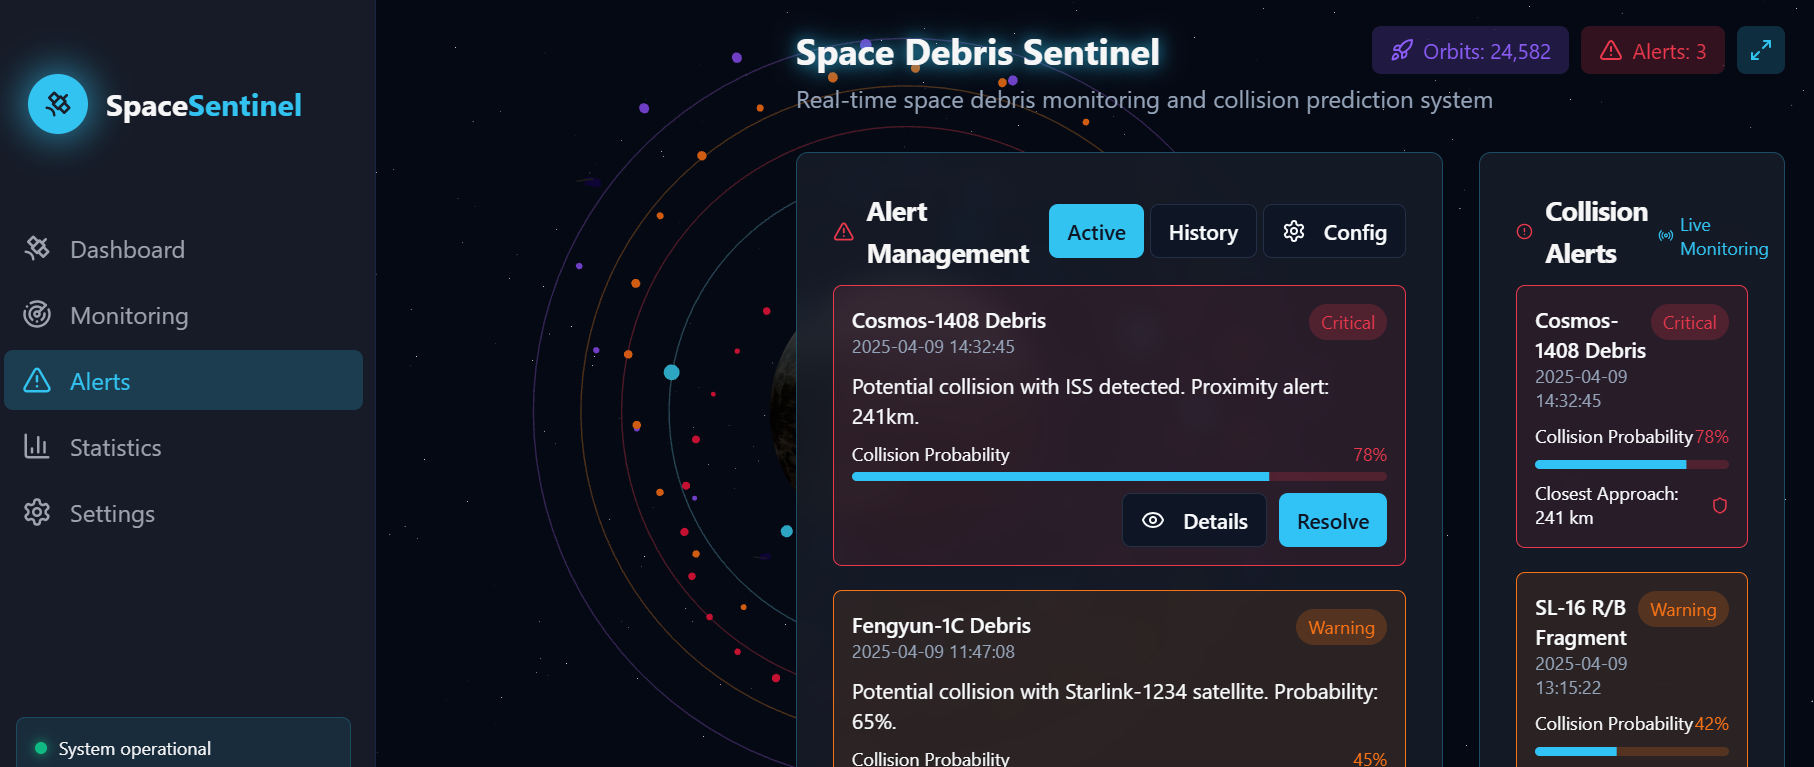 SpaceSentinel
Dashboard
Monitoring
Alerts
Statistics
Settings
System operational
Space Debris Sentinel
Real-time space debris monitoring and collision prediction system
Orbits: 24,582
Alerts: 3
Alert
Management
Active
History
Config
Cosmos-1408 Debris
Critical
2025-04-09 14:32:45
Potential collision with ISS detected. Proximity alert:
241km.
Collision Probability 78%
Details
Resolve
Fengyun-1C Debris
Warning
2025-04-09 11:47:08
Potential collision with Starlink-1234 satellite. Probability:
65%.
Collision Probability 45%
Collision
Alerts
Live
Monitoring
Cosmos-
1408 Debris
Critical
2025-04-09
14:32:45
Collision Probability 78%
Closest Approach:
241 km
SL-16 R/B
Fragment
Warning
2025-04-09
13:15:22
Collision Probability 42%